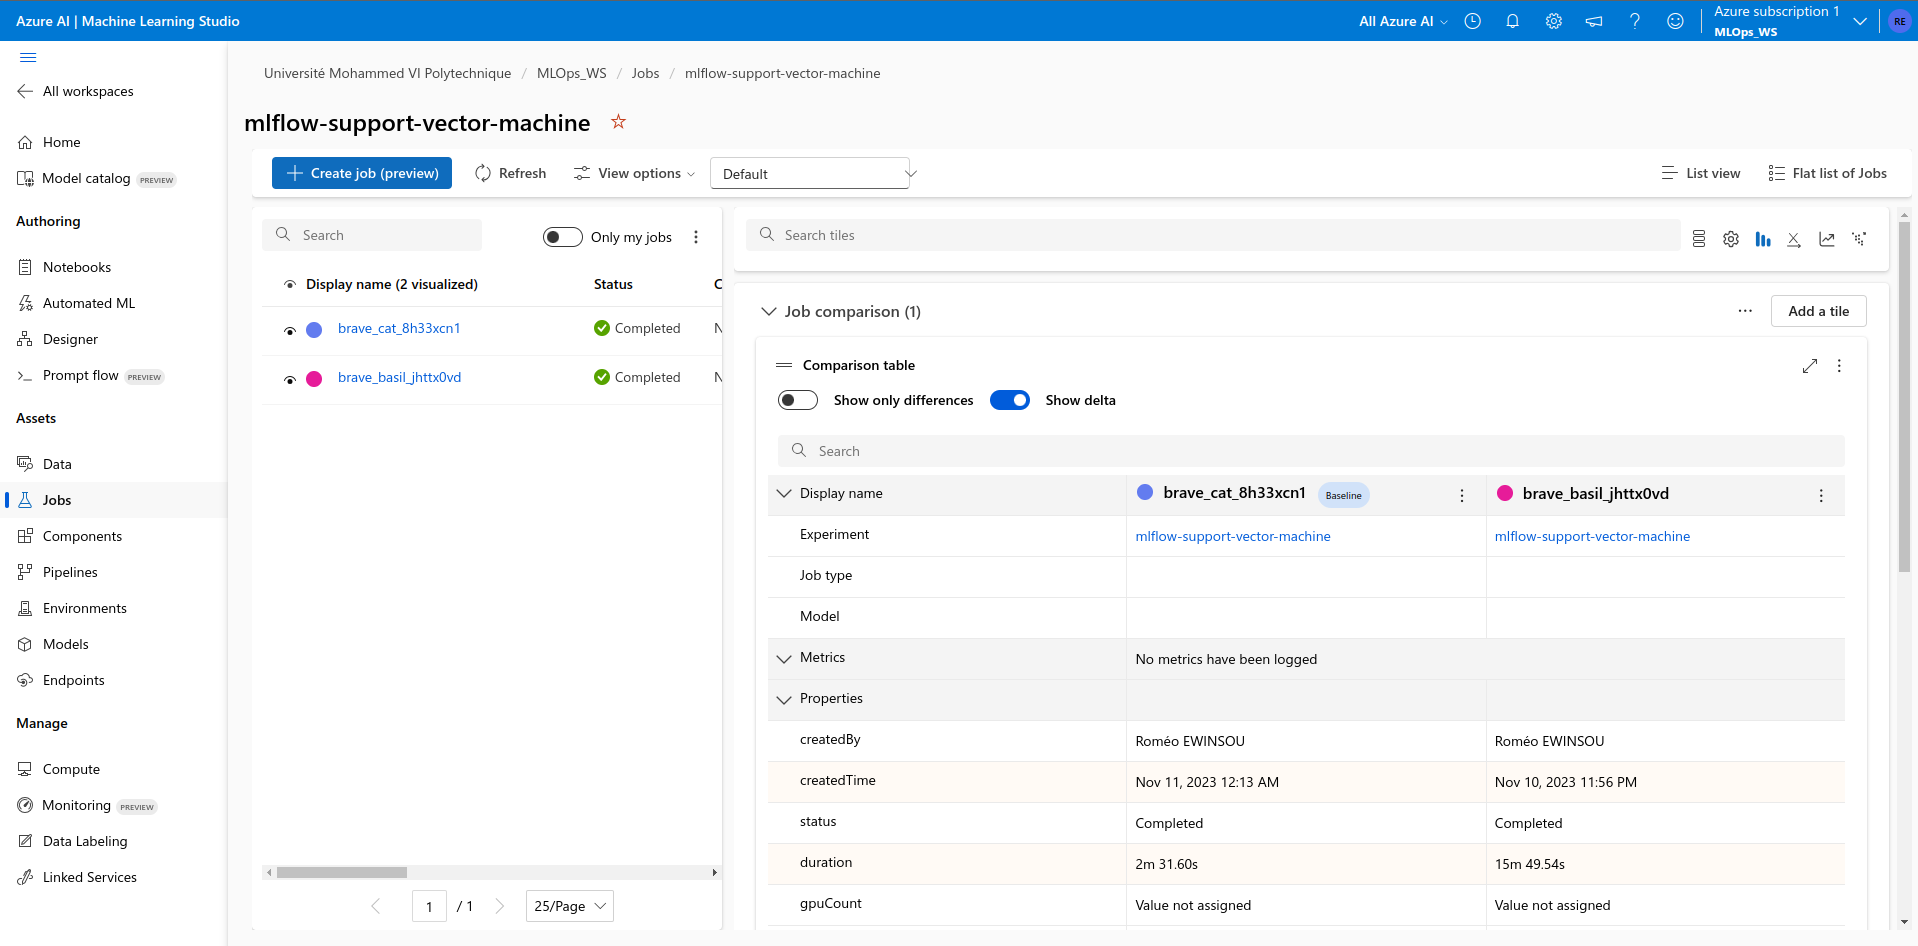 Azure AI | Machine Learning Studio
All Azure AI
Azure subscription 1
MLOps_WS
RE
All workspaces
Home
Model catalog PREVIEW
Authoring
Notebooks
Automated ML
Designer
Prompt flow PREVIEW
Assets
Data
Jobs
Components
Pipelines
Environments
Models
Endpoints
Manage
Compute
Monitoring PREVIEW
Data Labeling
Linked Services
Université Mohammed VI Polytechnique / MLOps_WS / Jobs / mlflow-support-vector-machine
mlflow-support-vector-machine
Create job (preview) Refresh View options Default List view Flat list of Jobs
Search Only my jobs
Display name (2 visualized) Status C
brave_cat_8h33xcn1 Completed N
brave_basil_jhttx0vd Completed N
1 / 1 25/Page
Search tiles
Job comparison (1) Add a tile
Comparison table
Show only differences Show delta
Search
Display name brave_cat_8h33xcn1 Baseline brave_basil_jhttx0vd
Experiment mlflow-support-vector-machine mlflow-support-vector-machine
Job type
Model
Metrics No metrics have been logged
Properties
createdBy Roméo EWINSOU Roméo EWINSOU
createdTime Nov 11, 2023 12:13 AM Nov 10, 2023 11:56 PM
status Completed Completed
duration 2m 31.60s 15m 49.54s
gpuCount Value not assigned Value not assigned